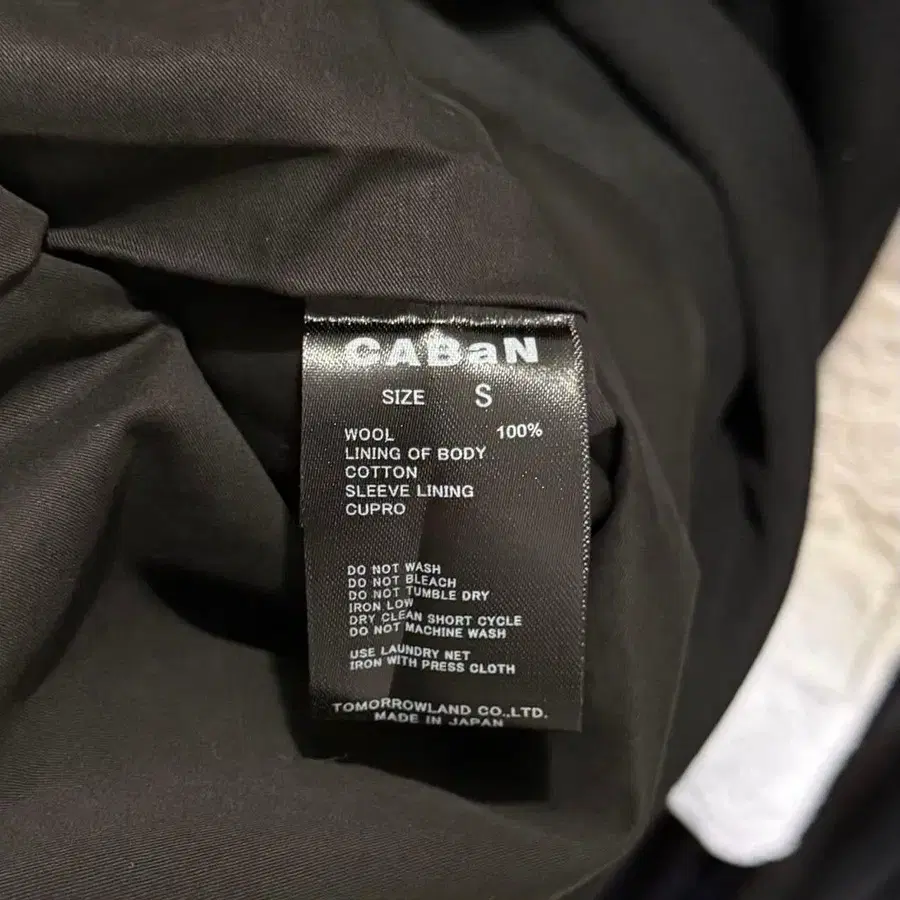 CABaN
SIZE S
WOOL 100%
LINING OF BODY
COTTON
SLEEVE LINING
CUPRO
DO NOT WASH
DO NOT BLEACH
DO NOT TUMBLE DRY
IRON LOW
DRY CLEAN SHORT CYCLE
DO NOT MACHINE WASH
USE LAUNDRY NET
IRON WITH PRESS CLOTH
TOMORROWLAND CO.,LTD.
MADE IN JAPAN